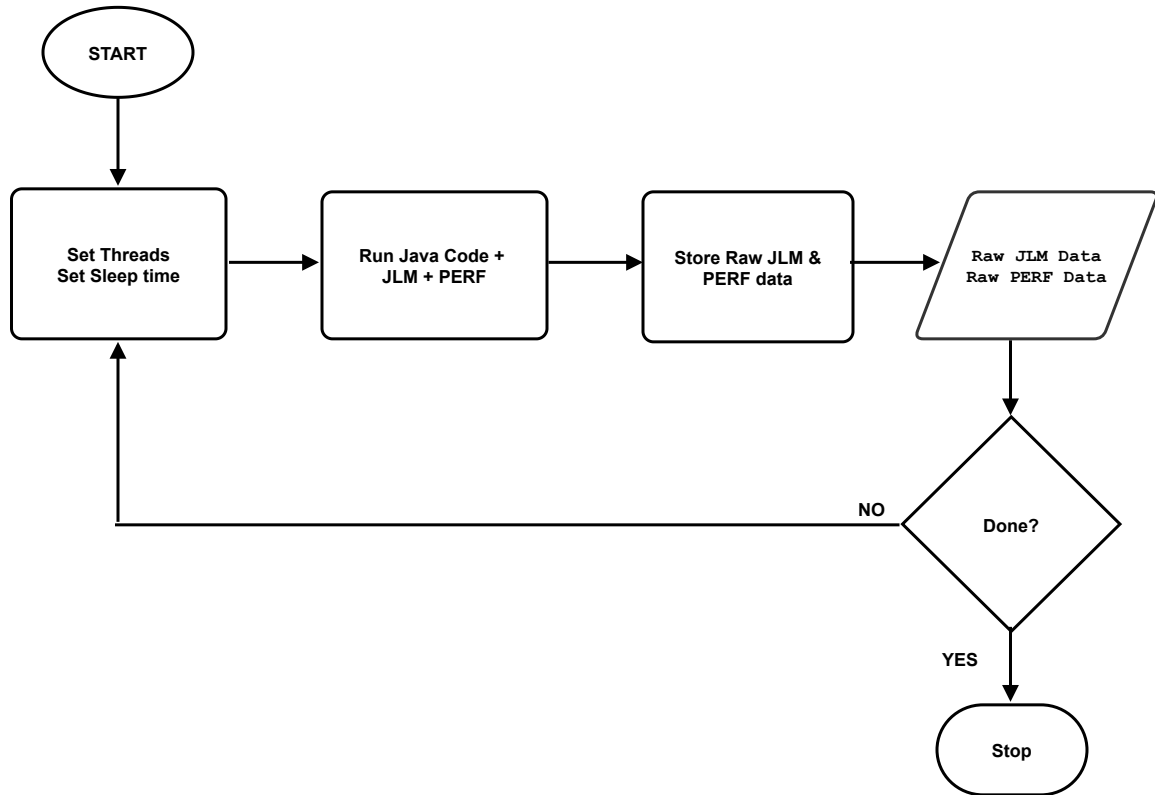 START
Set Threads
Set Sleep time
Run Java Code +
JLM + PERF
Store Raw JLM &
PERF data
Raw JLM Data
Raw PERF Data
NO
Done?
YES
Stop